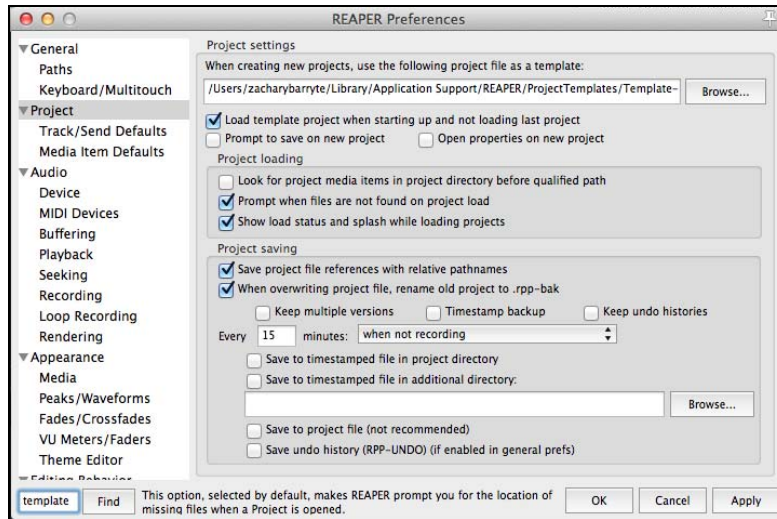 REAPER Preferences
General
Paths
Keyboard/Multitouch
Project
Track/Send Defaults
Media Item Defaults
Audio
Device
MIDI Devices
Buffering
Playback
Seeking
Recording
Loop Recording
Rendering
Appearance
Media
Peaks/Waveforms
Fades/Crossfades
VU Meters/Faders
Theme Editor
Editing Behavior
Project settings
When creating new projects, use the following project file as a template:
/Users/zacharybarryte/Library/Application Support/REAPER/ProjectTemplates/Template- Browse...
Load template project when starting up and not loading last project
Prompt to save on new project Open properties on new project
Project loading
Look for project media items in project directory before qualified path
Prompt when files are not found on project load
Show load status and splash while loading projects
Project saving
Save project file references with relative pathnames
When overwriting project file, rename old project to .rpp-bak
Keep multiple versions Timestamp backup Keep undo histories
Every 15 minutes: when not recording
Save to timestamped file in project directory
Save to timestamped file in additional directory:
Browse...
Save to project file (not recommended)
Save undo history (RPP-UNDO) (if enabled in general prefs)
template Find This option, selected by default, makes REAPER prompt you for the location of
missing files when a Project is opened.
OK Cancel Apply